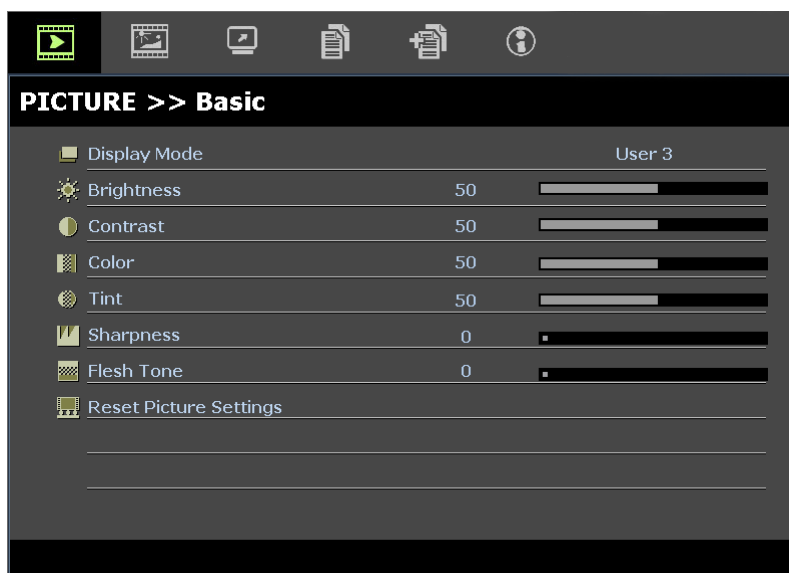 PICTURE >> Basic
Display Mode User 3
Brightness 50
Contrast 50
Color 50
Tint 50
Sharpness 0
Flesh Tone 0
Reset Picture Settings